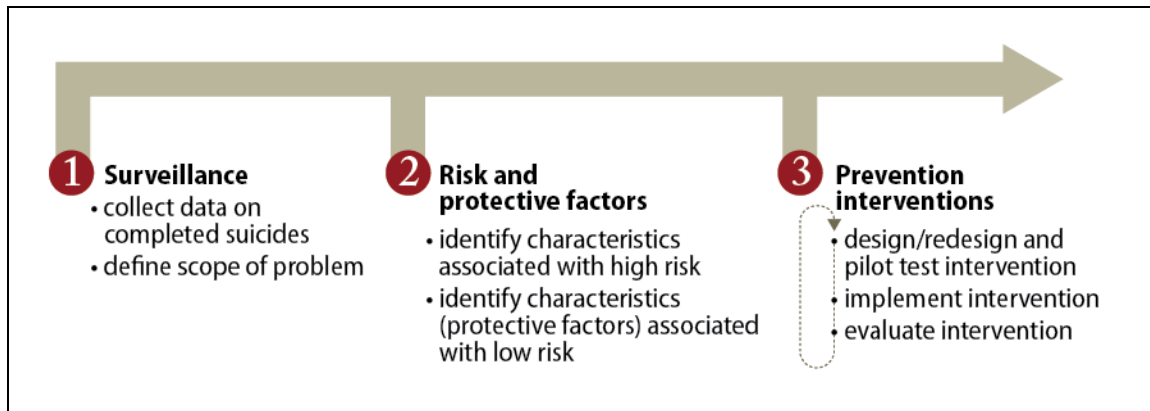 1 Surveillance
• collect data on
completed suicides
• define scope of problem
2 Risk and
protective factors
• identify characteristics
associated with high risk
• identify characteristics
(protective factors) associated
with low risk
3 Prevention
interventions
• design/redesign and
pilot test intervention
• implement intervention
• evaluate intervention